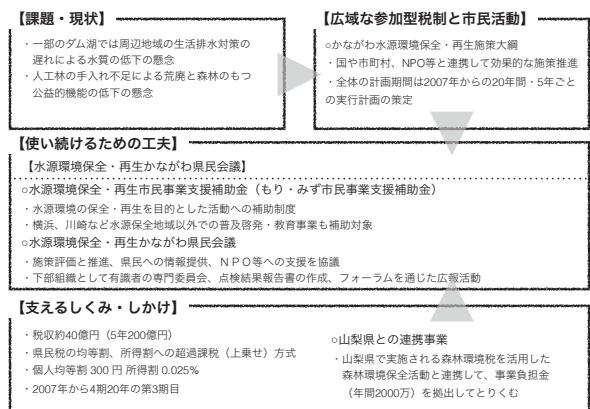 【課題・現状】
・一部のダム湖では周辺地域の生活排水対策の
遅れによる水質の低下の懸念
・人工林の手入れ不足による荒廃と森林のもつ
公益的機能の低下の懸念
【広域な参加型税制と市民活動】
○かながわ水源環境保全・再生施策大綱
・国や市町村、NPO等と連携して効果的な施策推進
・全体の計画期間は2007年からの20年間・5年ごと
の実行計画の策定
【使い続けるための工夫】
【水源環境保全・再生かながわ県民会議】
○水源環境保全・再生市民事業支援補助金（もり・みず市民事業支援補助金）
・水源環境の保全・再生を目的とした活動への補助制度
・横浜、川崎など水源保全地域以外での普及啓発・教育事業も補助対象
○水源環境保全・再生かながわ県民会議
・施策評価と推進、県民への情報提供、ＮＰＯ等への支援を協議
・下部組織として有識者の専門委員会、点検結果報告書の作成、フォーラムを通じた広報活動
【支えるしくみ・しかけ】
・税収約40億円（5年200億円）
・県民税の均等割、所得割への超過課税（上乗せ）方式
・個人均等割 300 円 所得割 0.025%
・2007年から4期20年の第3期目
○山梨県との連携事業
・山梨県で実施される森林環境税を活用した
森林環境保全活動と連携して、事業負担金
（年間2000万）を拠出してとりくむ